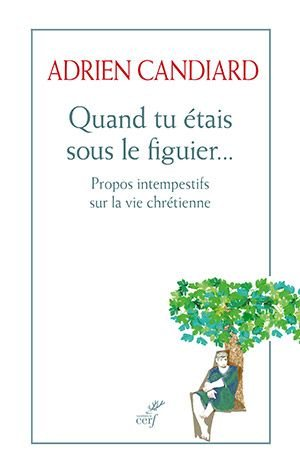 ADRIEN CANDIARD
Quand tu étais
sous le figuier...
Propos intempestifs
sur la vie chrétienne
cerf